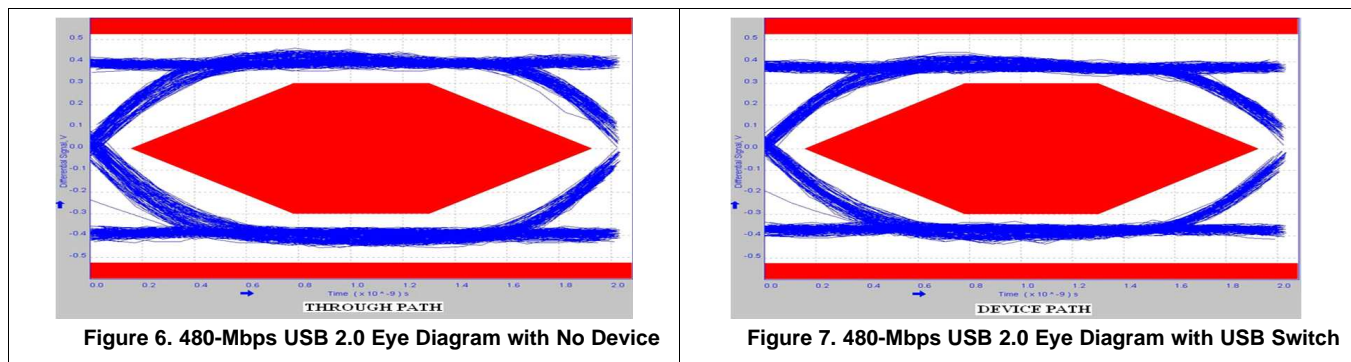 0.5
0.4
0.3
0.2
0.1
0.0
-0.1
-0.2
-0.3
-0.4
-0.5
Differential Signal, V
0.0 0.2 0.4 0.6 0.8 1.0 1.2 1.4 1.6 1.8 2.0
Time ( x 10 ^ -9 ) s
THROUGH PATH
Figure 6. 480-Mbps USB 2.0 Eye Diagram with No Device
0.5
0.4
0.3
0.2
0.1
0.0
-0.1
-0.2
-0.3
-0.4
-0.5
Differential Signal, V
0.0 0.2 0.4 0.6 0.8 1.0 1.2 1.4 1.6 1.8 2.0
Time ( x 10 ^ -9 ) s
DEVICE PATH
Figure 7. 480-Mbps USB 2.0 Eye Diagram with USB Switch